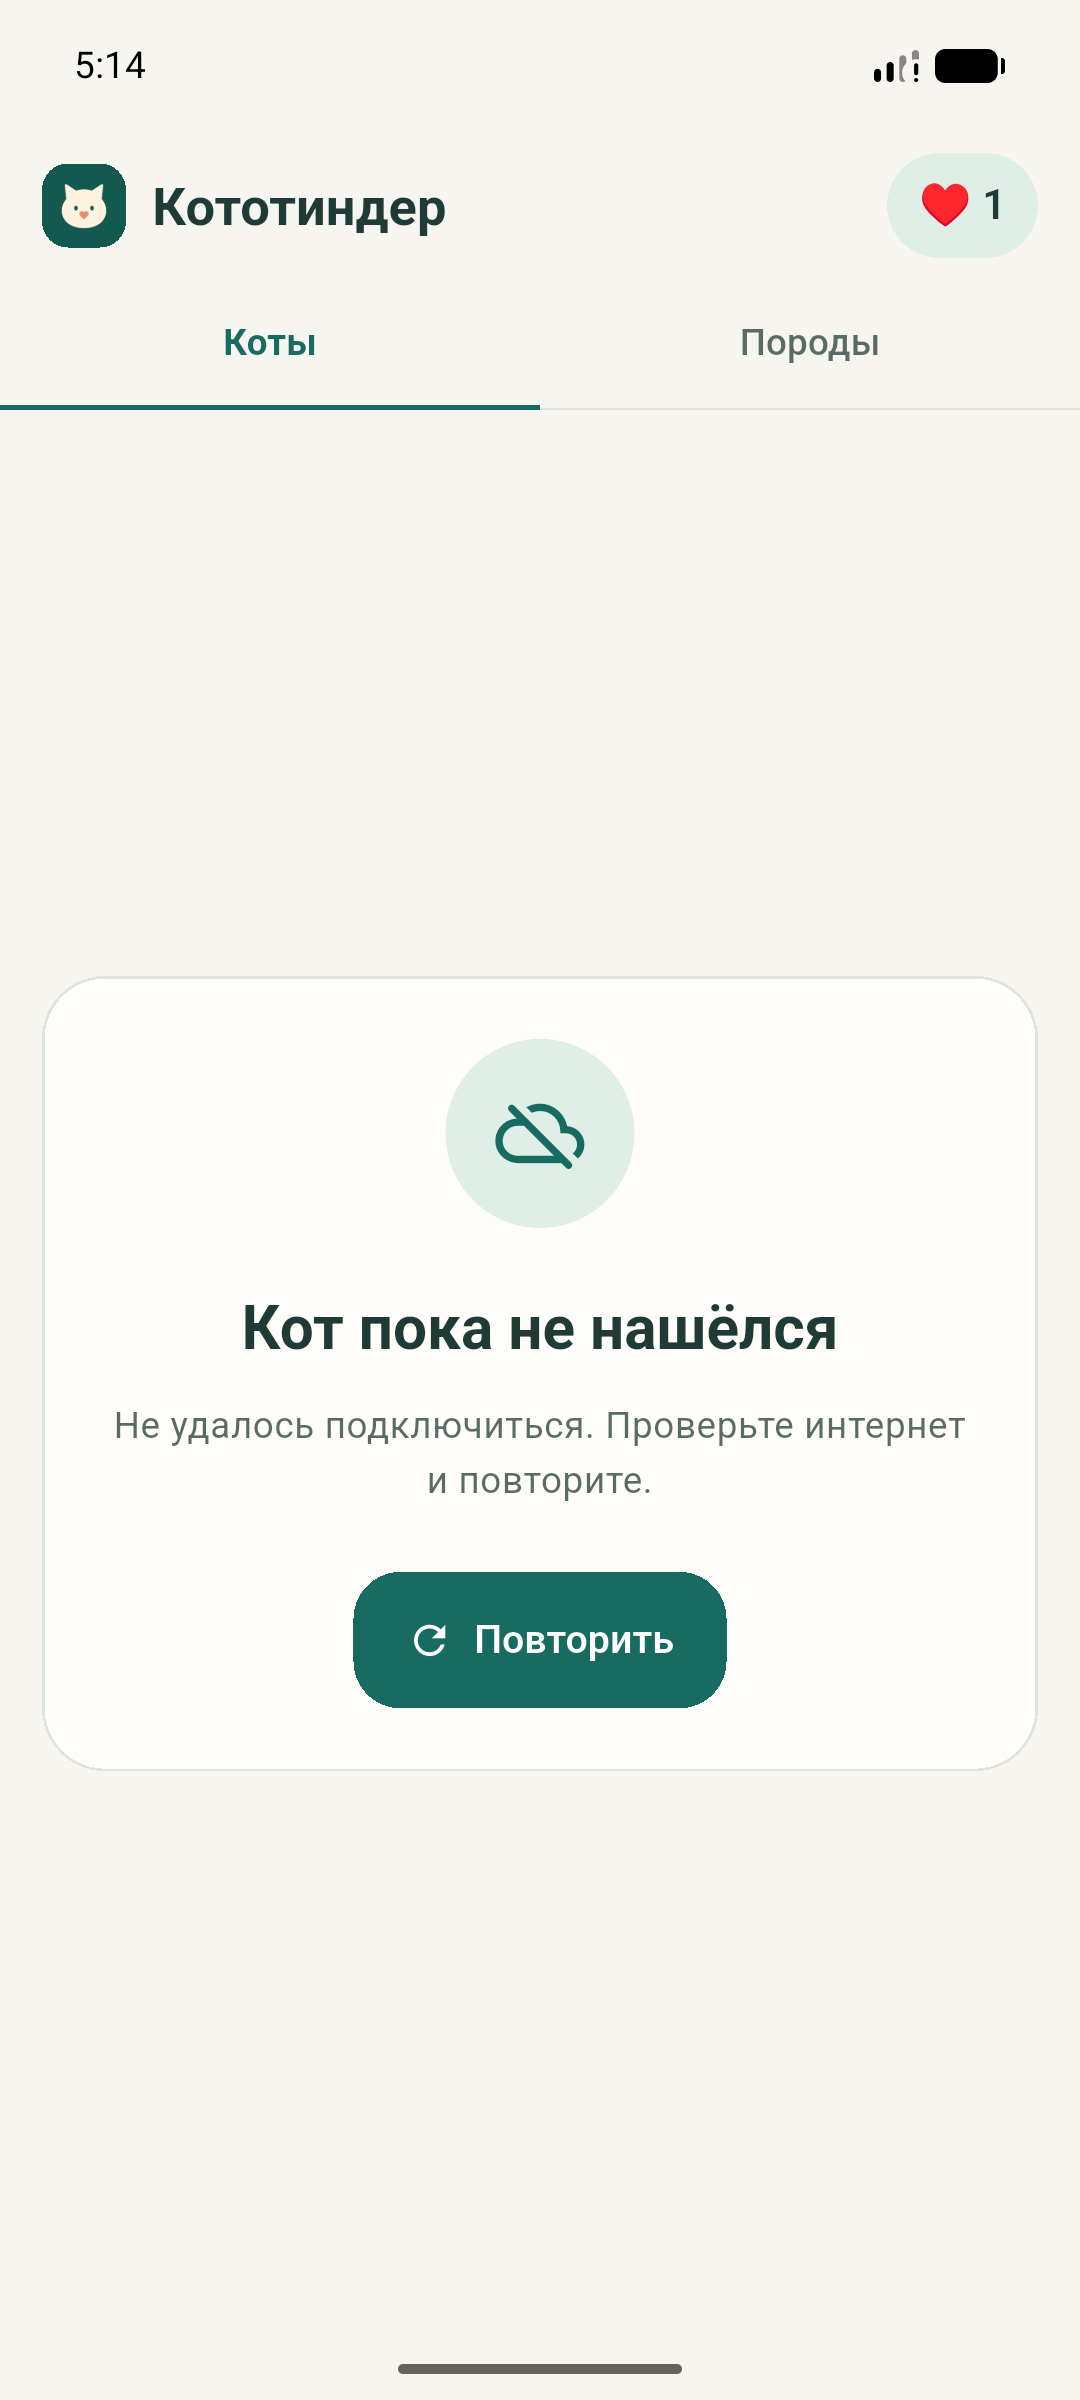 5:14
Кототиндер
1
Коты
Породы
Кот пока не нашёлся
Не удалось подключиться. Проверьте интернет
и повторите.
Повторить